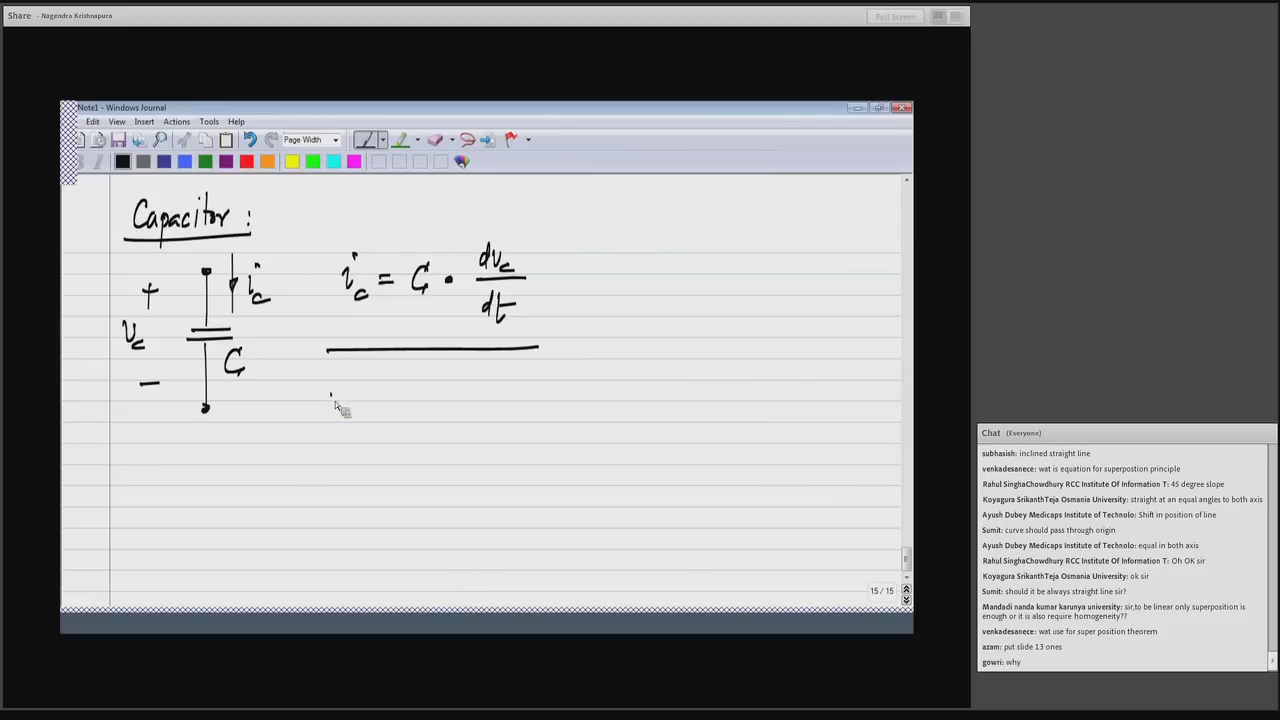 Share - Nagendra Krishnapura
Full Screen
Note1 - Windows Journal
Edit View Insert Actions Tools Help
Page Width
Capacitor :
+ i_c i_c = C · dv_c/dt
v_c
C
−
15 / 15
Chat (Everyone)
subhasish: inclined straight line
venkadesanece: wat is equation for superpostion principle
Rahul SinghaChowdhury RCC Institute Of Information T: 45 degree slope
Koyagura SrikanthTeja Osmania University: straight at an equal angles to both axis
Ayush Dubey Medicaps Institute of Technolo: Shift in position of line
Sumit: curve should pass through origin
Ayush Dubey Medicaps Institute of Technolo: equal in both axis
Rahul SinghaChowdhury RCC Institute Of Information T: Oh OK sir
Koyagura SrikanthTeja Osmania University: ok sir
Sumit: should it be always straight line sir?
Mandadi nanda kumar karunya university: sir,to be linear only superposition is
enough or it is also require homogeneity??
venkadesanece: wat use for super position theorem
azam: put slide 13 ones
gowri: why